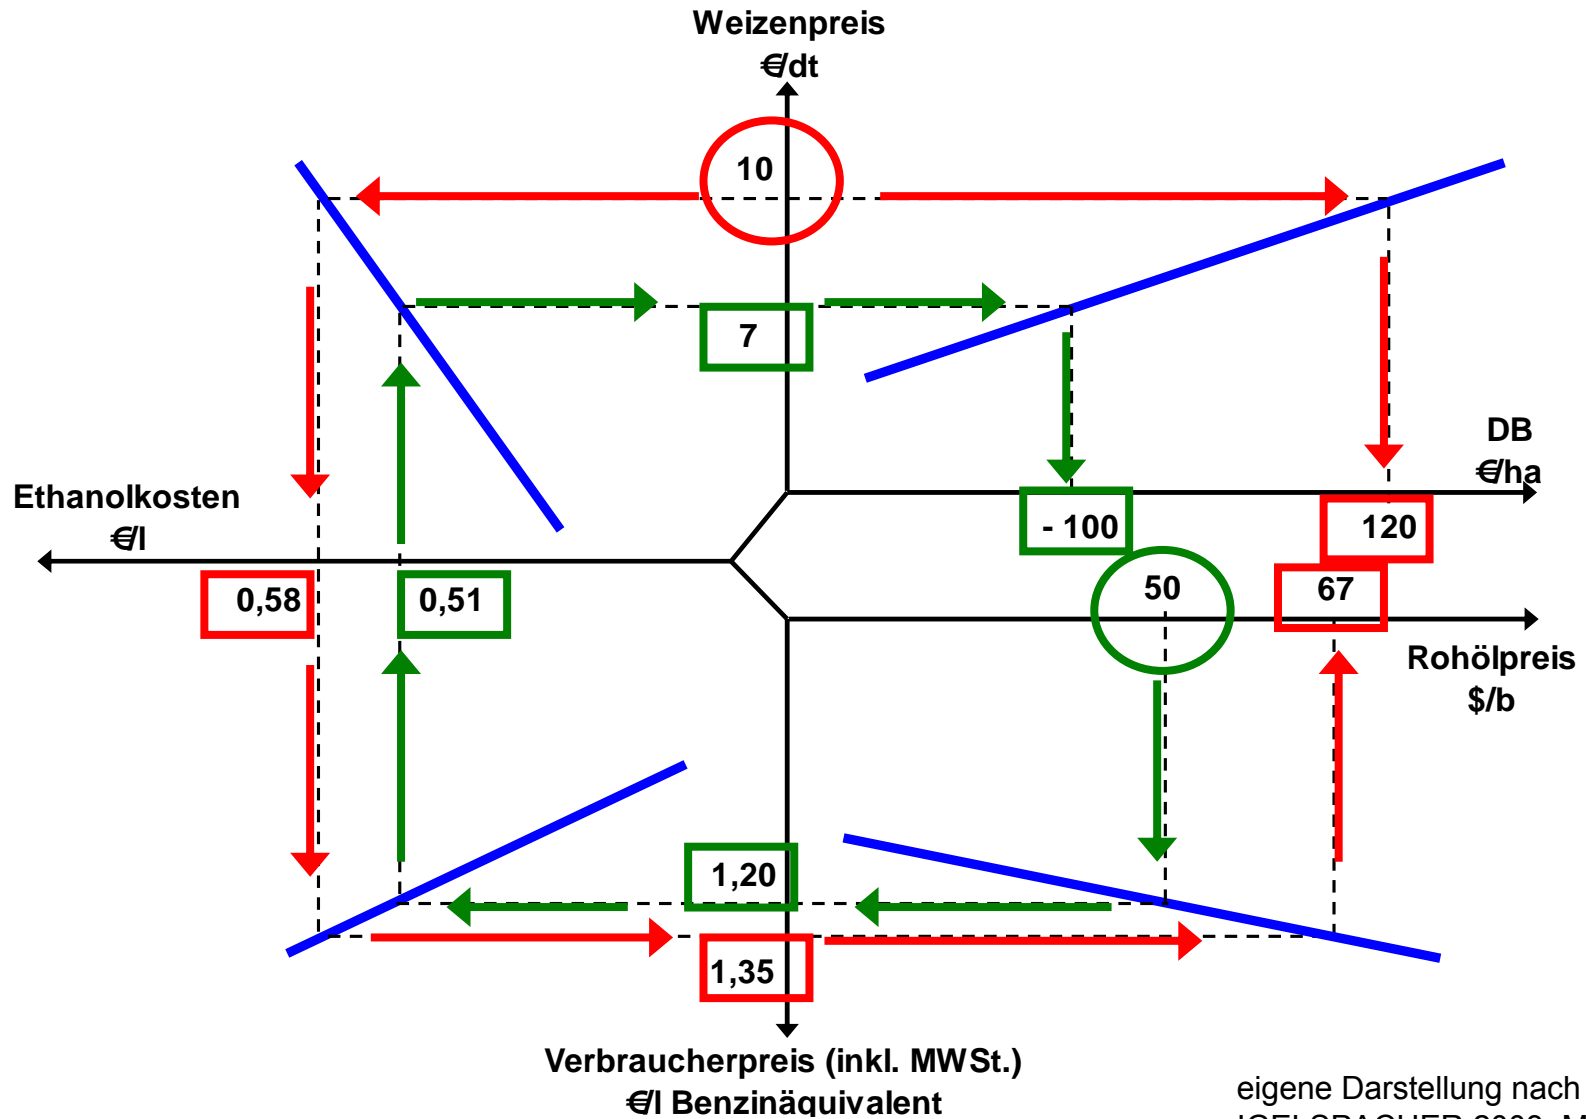 Weizenpreis
€/dt
10
7
DB
€/ha
Ethanolkosten
€/l
- 100
120
0,58
0,51
50
67
Rohölpreis
$/b
1,20
1,35
Verbraucherpreis (inkl. MWSt.)
€/l Benzinäquivalent
eigene Darstellung nach